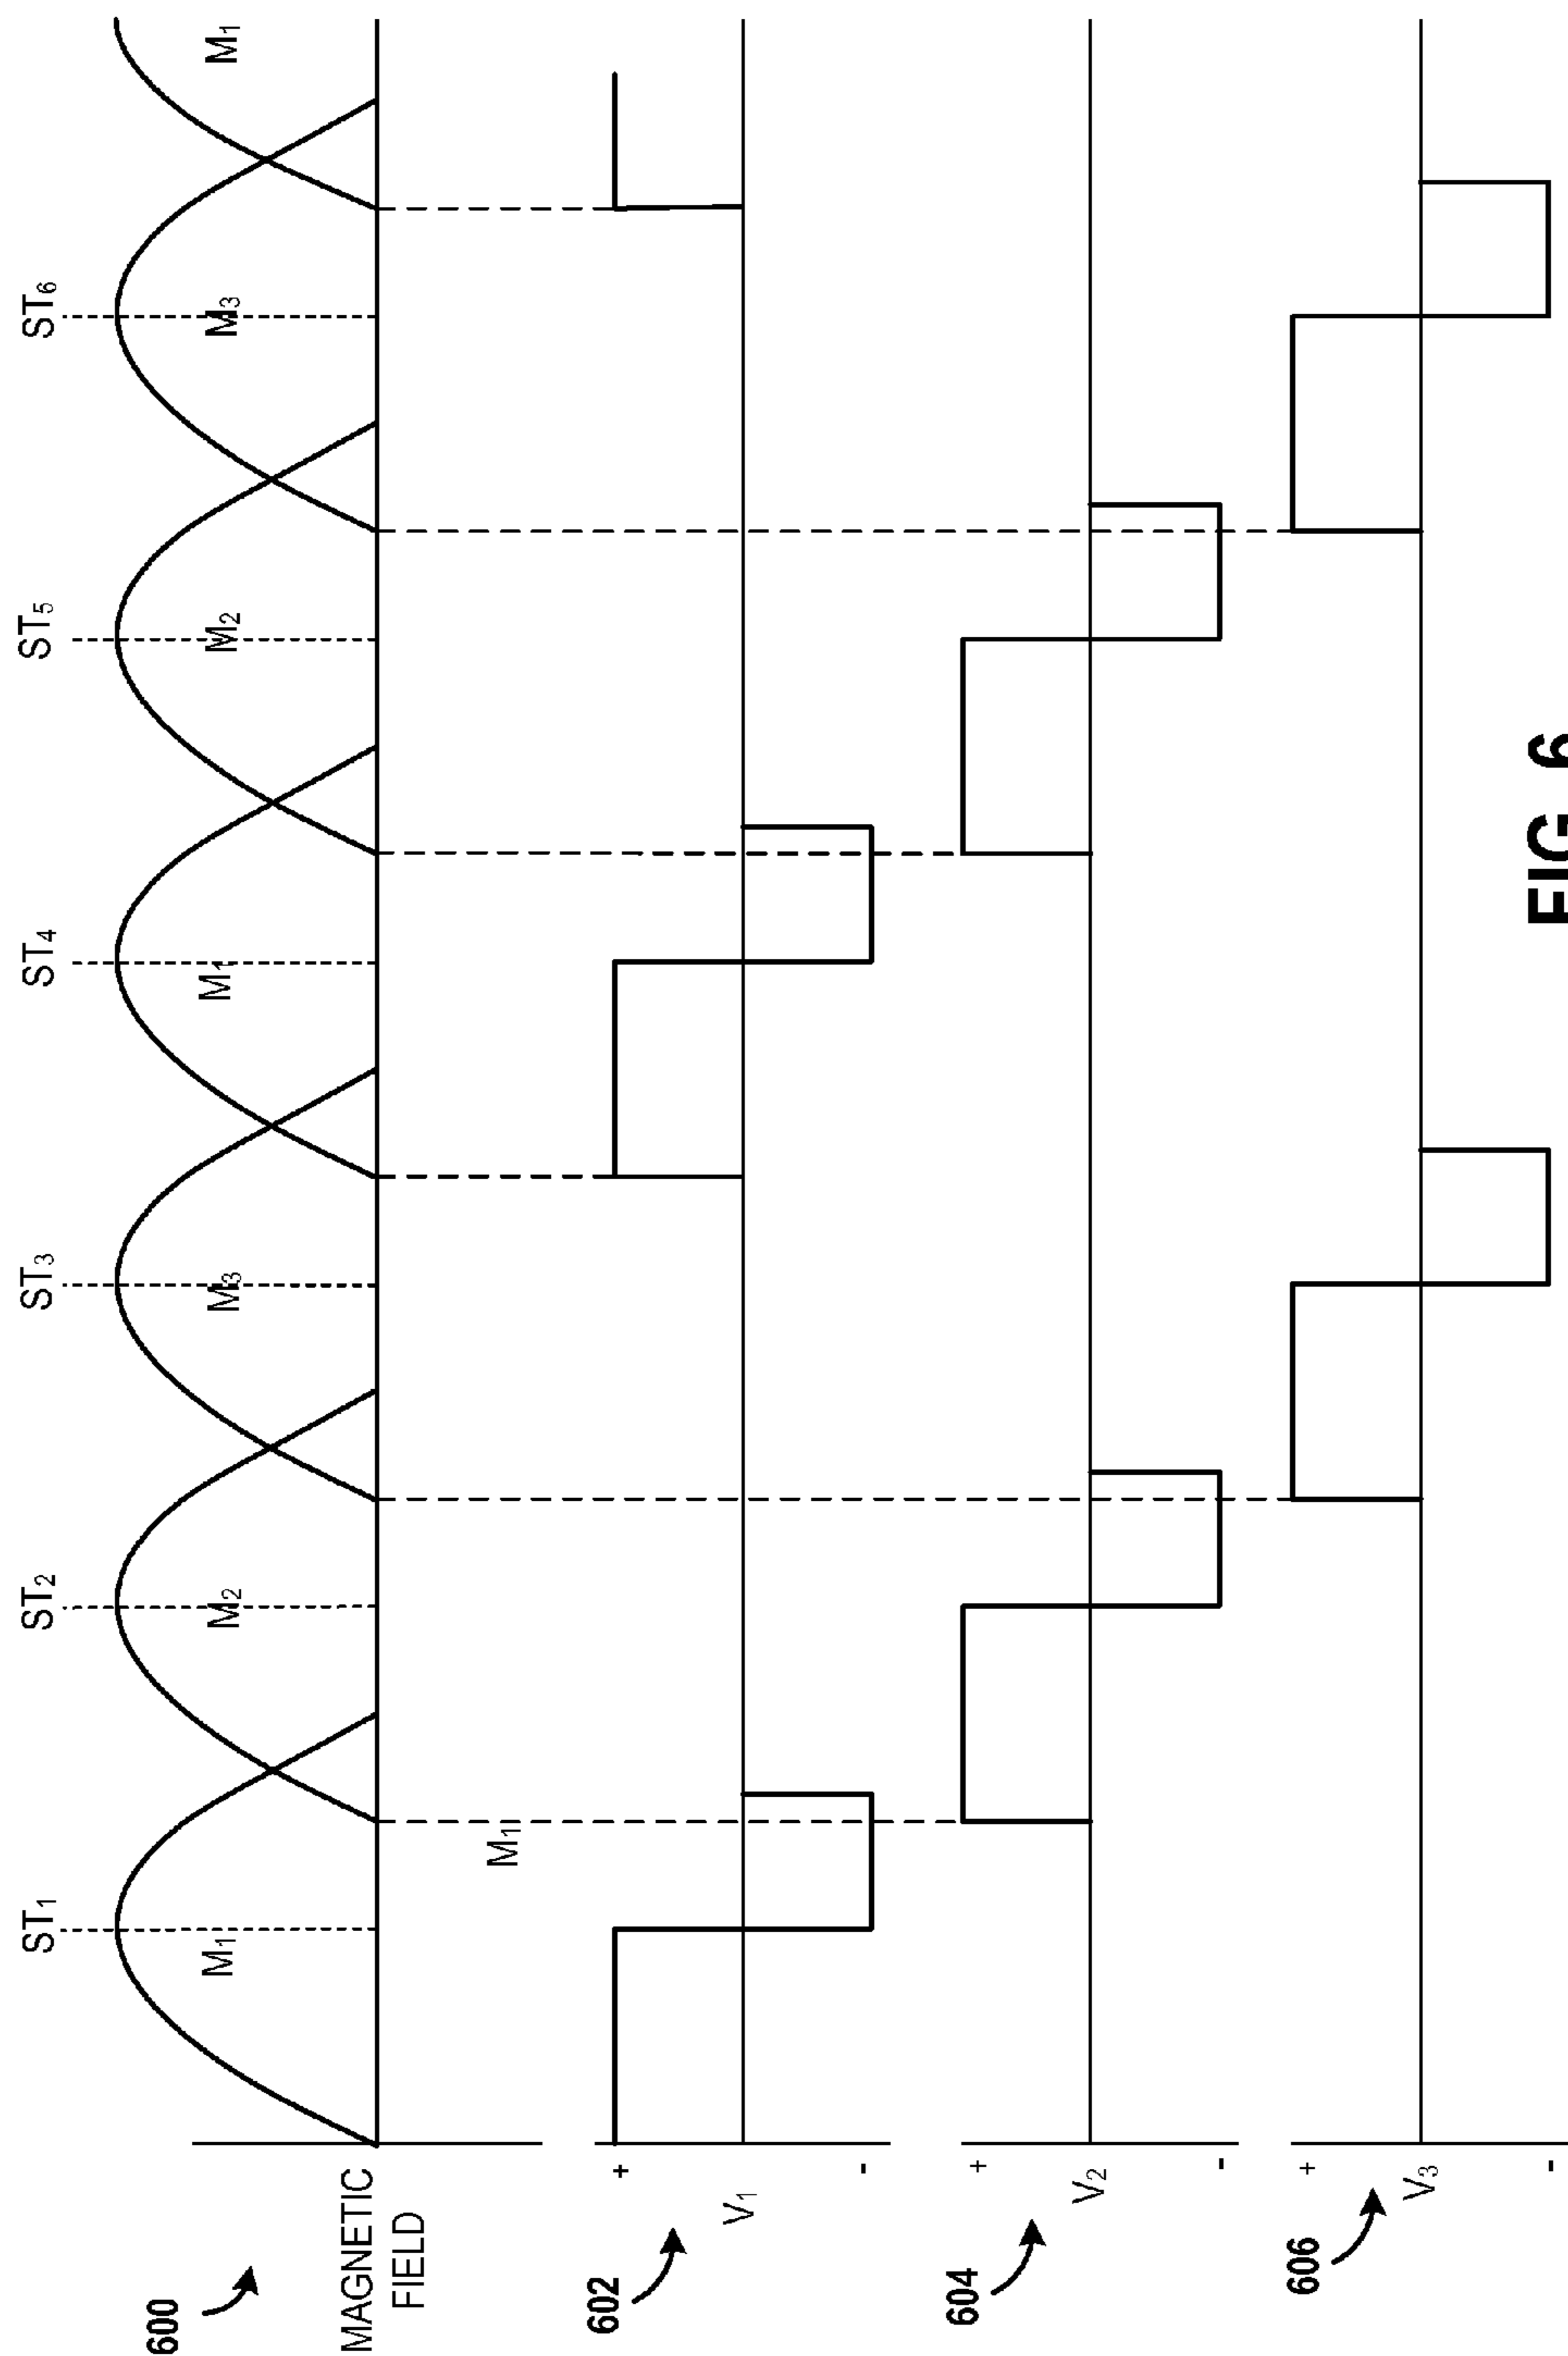 600
ST1 ST2 ST3 ST4 ST5 ST6
M1 M2 M3 M1 M2 M3 M1
MAGNETIC
FIELD
M1
602
+
V1
-
604
+
V2
-
606
+
V3
-
FIG. 6